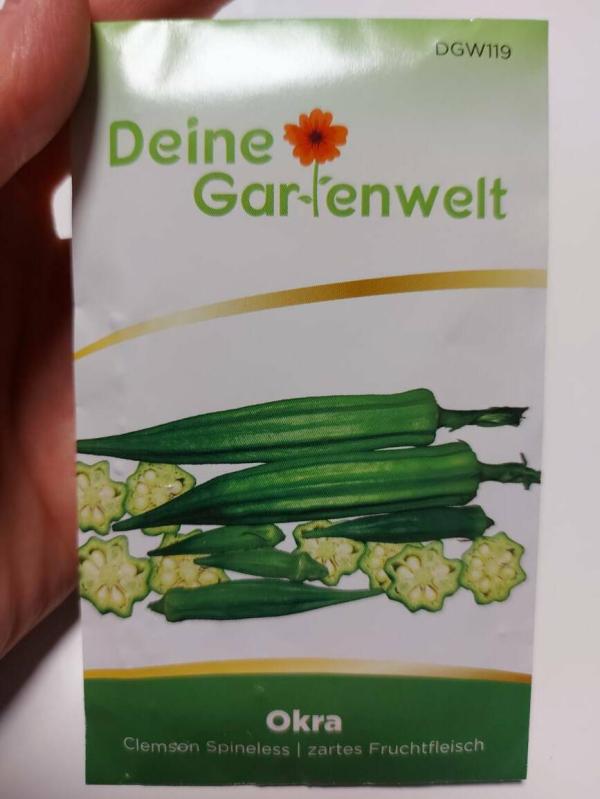 DGW119
Deine
Gartenwelt
Okra
Clemson Spineless | zartes Fruchtfleisch